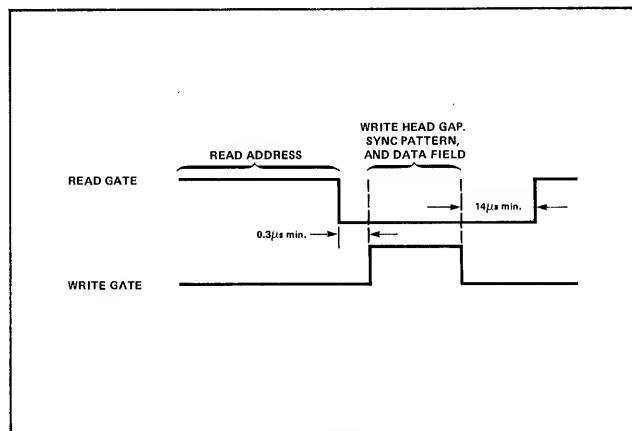 WRITE HEAD GAP.
SYNC PATTERN,
AND DATA FIELD
READ ADDRESS
READ GATE
14μs min.
0.3μs min.
WRITE GATE